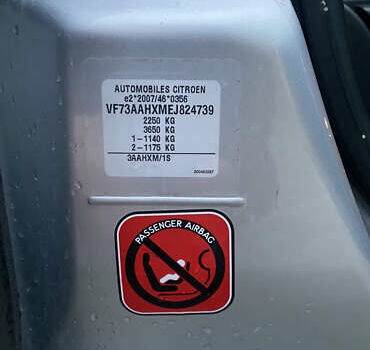 AUTOMOBILES CITROEN
e2*2007/46*0356
VF73AAHXMEJ824739
2250 KG
3650 KG
1-1140 KG
2-1175 KG
3AAHXM/1S
PASSENGER AIRBAG